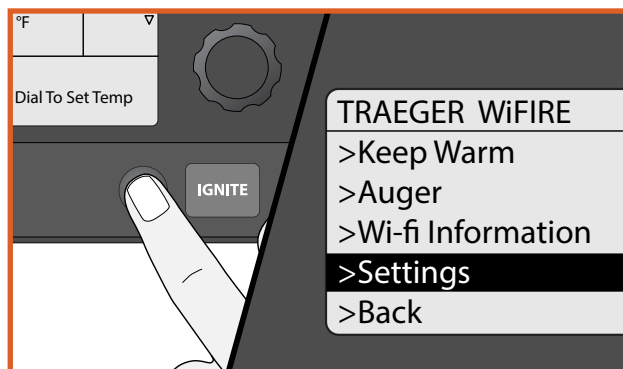 °F
Dial To Set Temp
IGNITE
TRAEGER WiFIRE
>Keep Warm
>Auger
>Wi-fi Information
>Settings
>Back